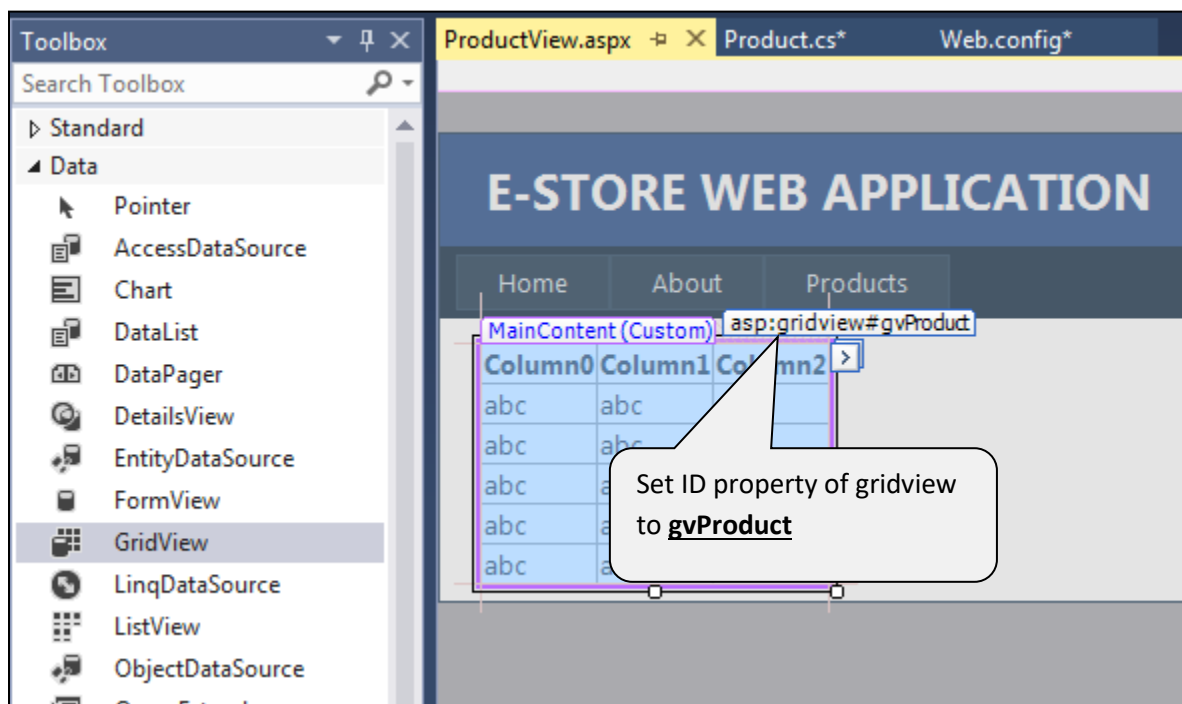 Toolbox
Search Toolbox
Standard
Data
Pointer
AccessDataSource
Chart
DataList
DataPager
DetailsView
EntityDataSource
FormView
GridView
LinqDataSource
ListView
ObjectDataSource
ProductView.aspx Product.cs* Web.config*
E-STORE WEB APPLICATION
Home About Products
MainContent (Custom) asp:gridview#gvProduct
Column0 Column1 Column2
abc abc
abc abc
abc a
abc a
abc a
Set ID property of gridview
to gvProduct